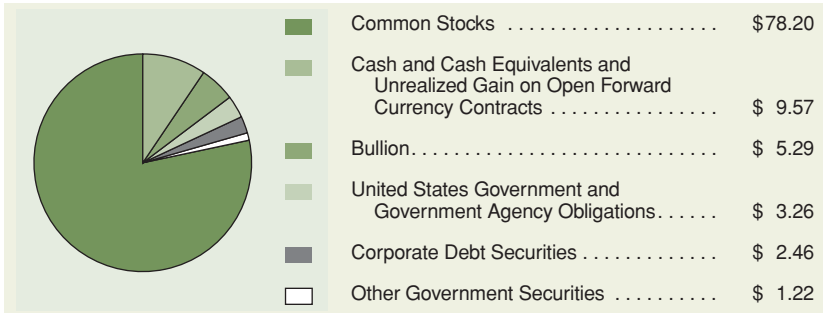 Common Stocks .................... $78.20
Cash and Cash Equivalents and
Unrealized Gain on Open Forward
Currency Contracts ................ $ 9.57
Bullion............................. $ 5.29
United States Government and
Government Agency Obligations...... $ 3.26
Corporate Debt Securities ............. $ 2.46
Other Government Securities .......... $ 1.22